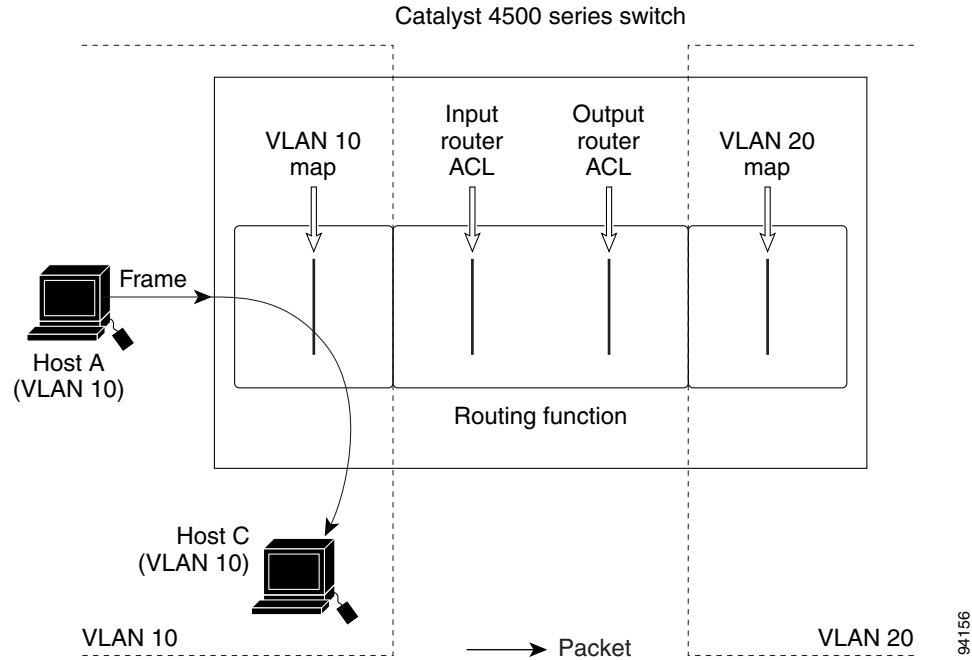 Catalyst 4500 series switch
VLAN 10
map
Input
router
ACL
Output
router
ACL
VLAN 20
map
Frame
Host A
(VLAN 10)
Routing function
Host C
(VLAN 10)
VLAN 10
Packet
VLAN 20
94156